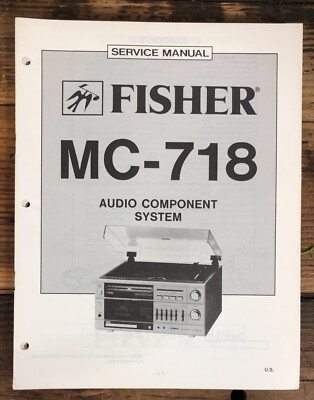 SERVICE MANUAL
FISHER®
MC-718
AUDIO COMPONENT
SYSTEM
U.S.